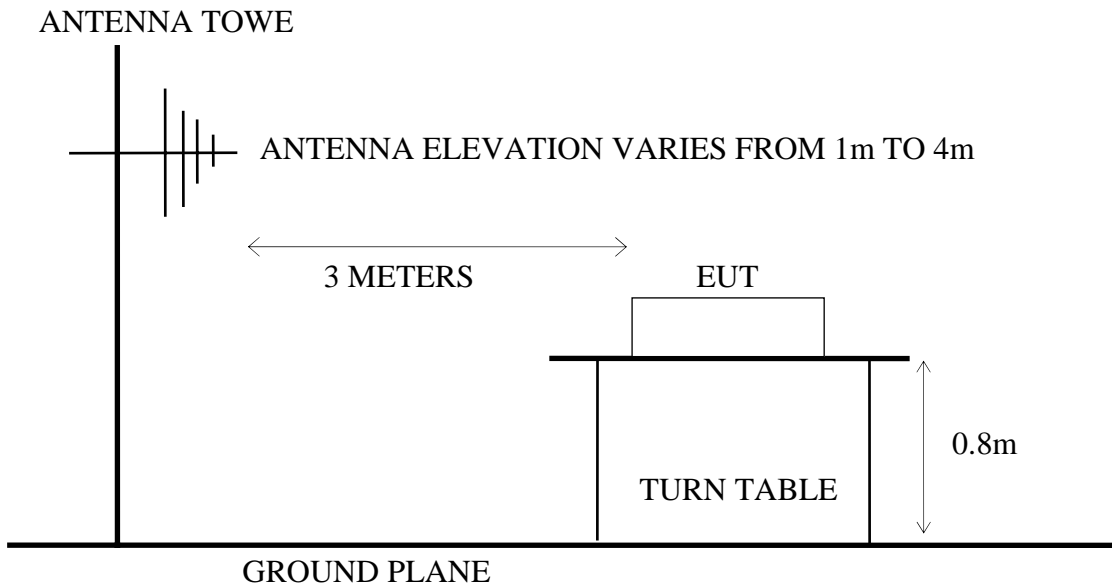 ANTENNA TOWE
ANTENNA ELEVATION VARIES FROM 1m TO 4m
3 METERS
EUT
0.8m
TURN TABLE
GROUND PLANE